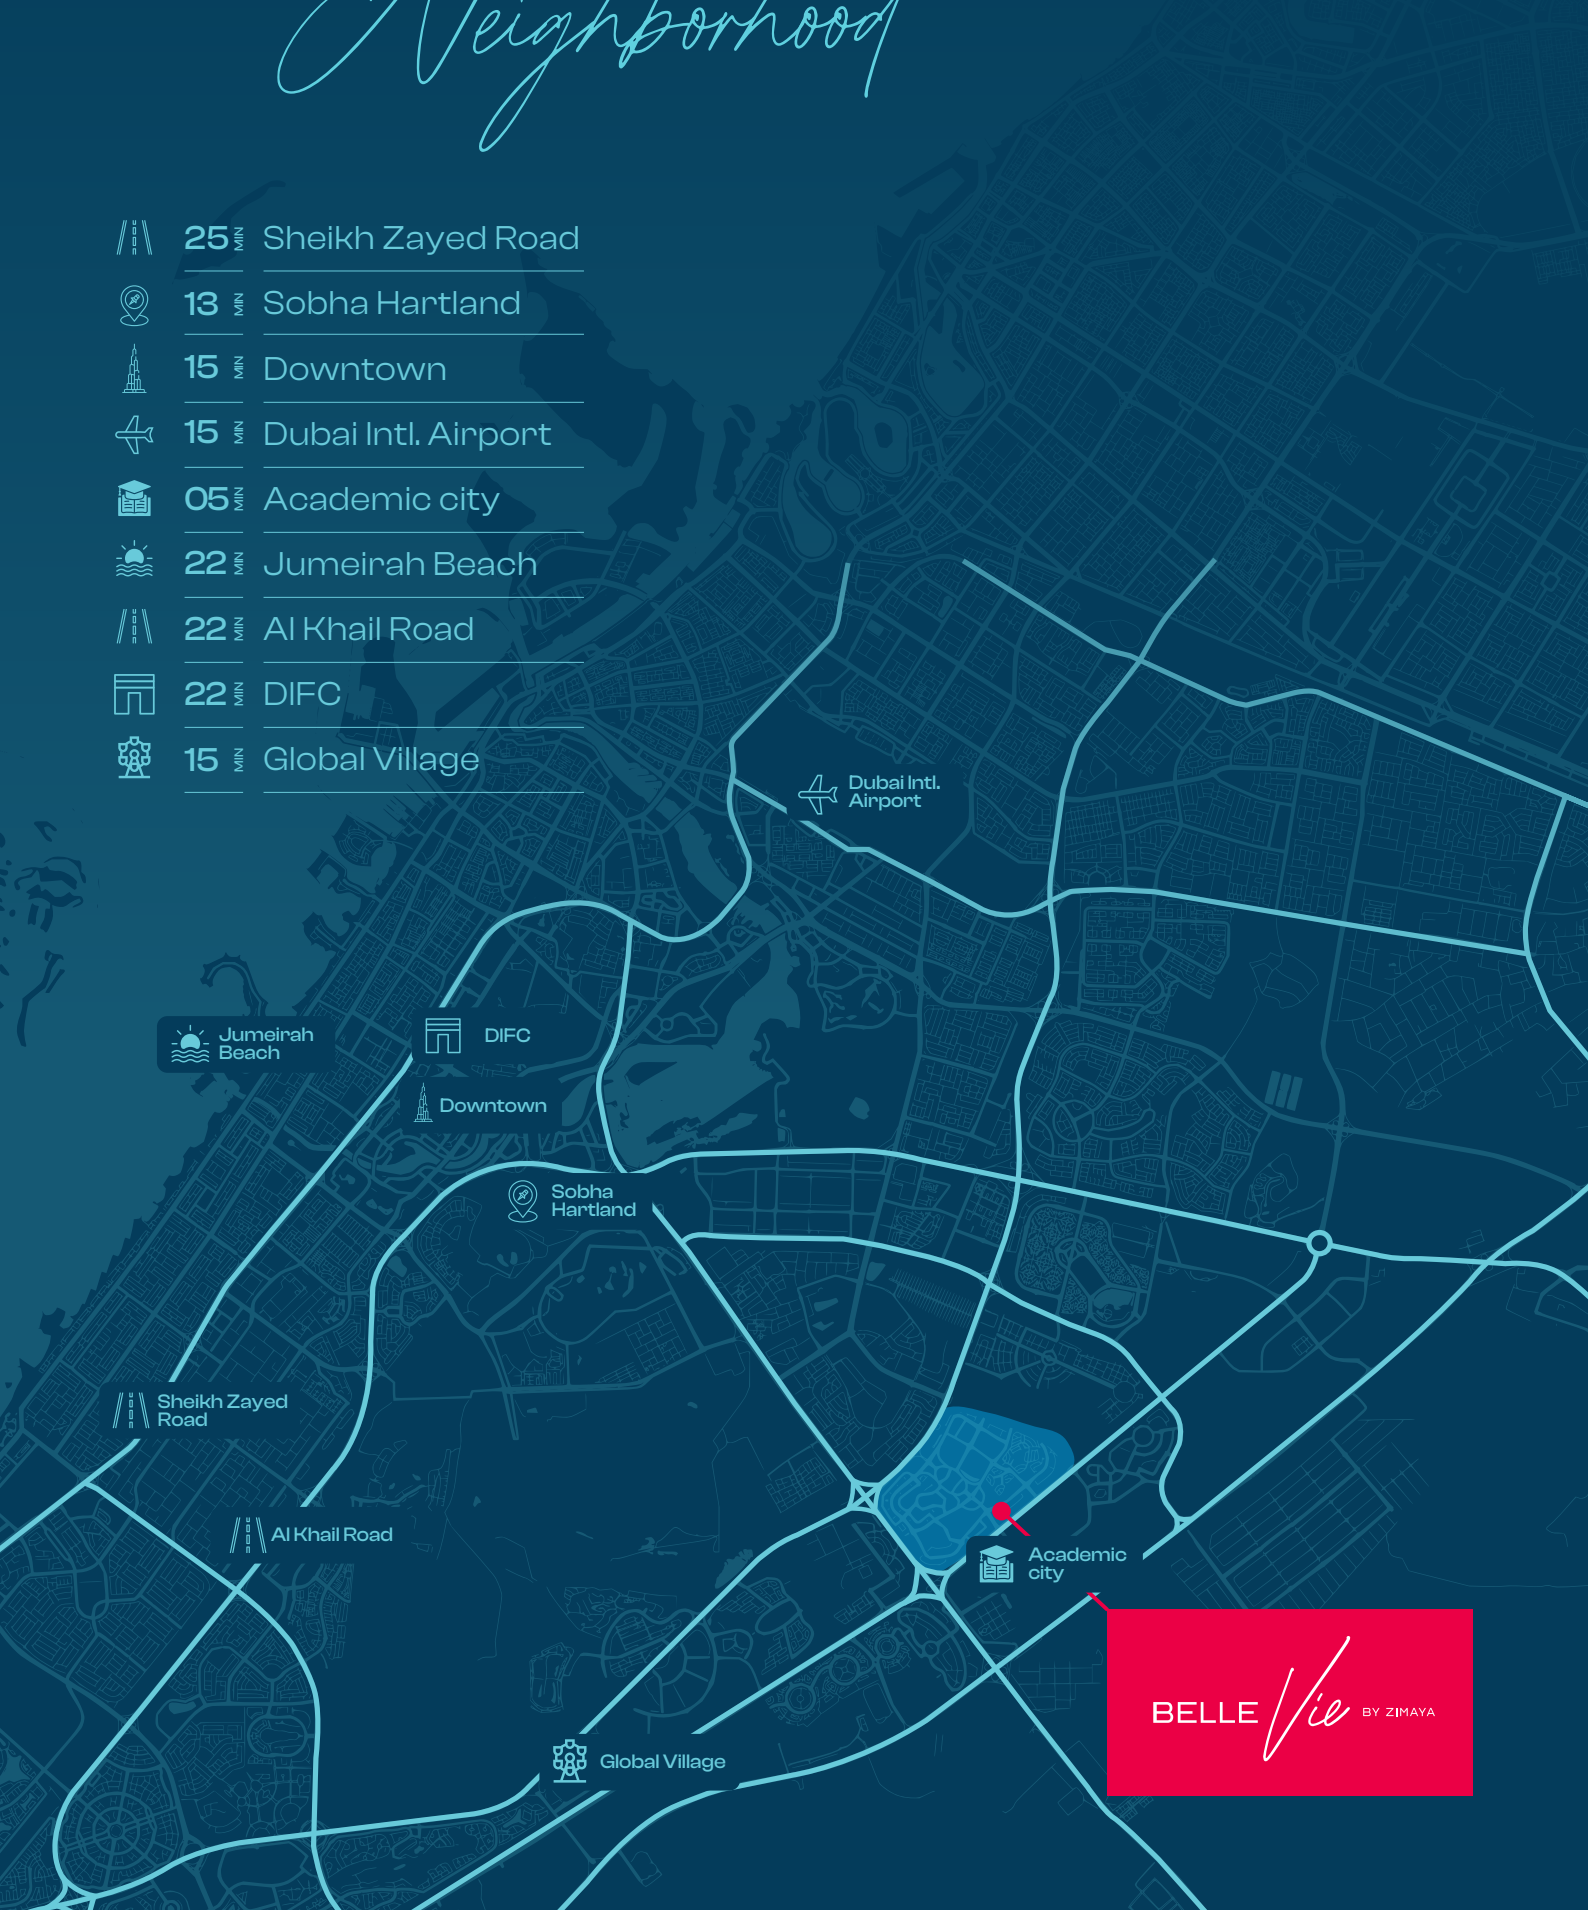 Neighborhood
25 MIN Sheikh Zayed Road
13 MIN Sobha Hartland
15 MIN Downtown
15 MIN Dubai Intl. Airport
05 MIN Academic city
22 MIN Jumeirah Beach
22 MIN Al Khail Road
22 MIN DIFC
15 MIN Global Village
Dubai Intl.
Airport
Jumeirah
Beach
DIFC
Downtown
Sobha
Hartland
Sheikh Zayed
Road
Al Khail Road
Academic
city
BELLE Vie BY ZIMAYA
Global Village